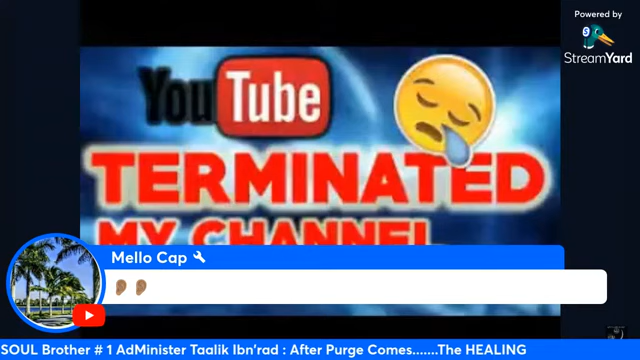 Powered by
StreamYard
YouTube
TERMINATED
MY CHANNEL
Mello Cap
SOUL Brother # 1 AdMinister Taalik Ibn'rad : After Purge Comes.......The HEALING